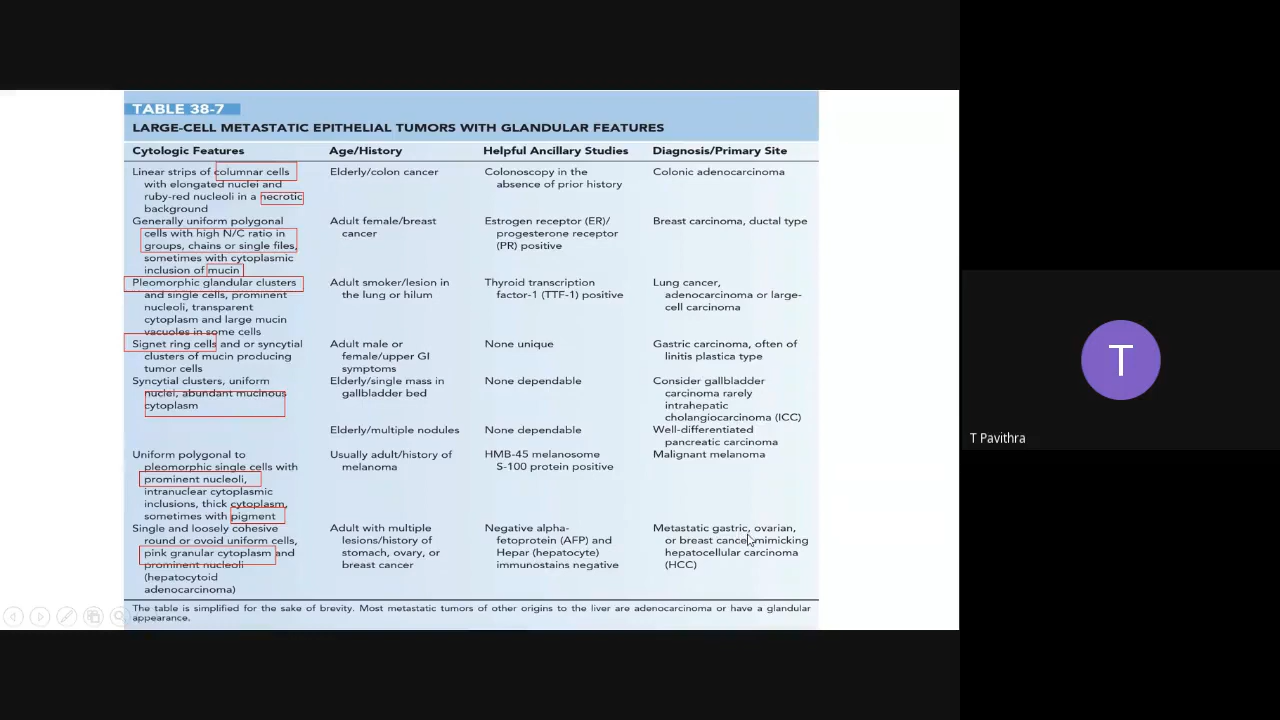 TABLE 38-7
LARGE-CELL METASTATIC EPITHELIAL TUMORS WITH GLANDULAR FEATURES
Cytologic Features Age/History Helpful Ancillary Studies Diagnosis/Primary Site
Linear strips of columnar cells Elderly/colon cancer Colonoscopy in the Colonic adenocarcinoma
with elongated nuclei and absence of prior history
ruby-red nucleoli in a necrotic
background
Generally uniform polygonal Adult female/breast Estrogen receptor (ER)/ Breast carcinoma, ductal type
cells with high N/C ratio in cancer progesterone receptor
groups, chains or single files, (PR) positive
sometimes with cytoplasmic
inclusion of mucin
Pleomorphic glandular clusters Adult smoker/lesion in Thyroid transcription Lung cancer,
and single cells, prominent the lung or hilum factor-1 (TTF-1) positive adenocarcinoma or large-
nucleoli, transparent cell carcinoma
cytoplasm and large mucin
vacuoles in some cells
Signet ring cells and or syncytial Adult male or None unique Gastric carcinoma, often of
clusters of mucin producing female/upper GI linitis plastica type
tumor cells symptoms
Syncytial clusters, uniform Elderly/single mass in None dependable Consider gallbladder
nuclei, abundant mucinous gallbladder bed carcinoma rarely
cytoplasm intrahepatic
cholangiocarcinoma (ICC)
Elderly/multiple nodules None dependable Well-differentiated
pancreatic carcinoma
Uniform polygonal to Usually adult/history of HMB-45 melanosome Malignant melanoma
pleomorphic single cells with melanoma S-100 protein positive
prominent nucleoli,
intranuclear cytoplasmic
inclusions, thick cytoplasm,
sometimes with pigment
Single and loosely cohesive Adult with multiple Negative alpha- Metastatic gastric, ovarian,
round or ovoid uniform cells, lesions/history of fetoprotein (AFP) and or breast cancer mimicking
pink granular cytoplasm and stomach, ovary, or Hepar (hepatocyte) hepatocellular carcinoma
prominent nucleoli breast cancer immunostains negative (HCC)
(hepatocytoid
adenocarcinoma)
The table is simplified for the sake of brevity. Most metastatic tumors of other origins to the liver are adenocarcinoma or have a glandular
appearance.
T
T Pavithra